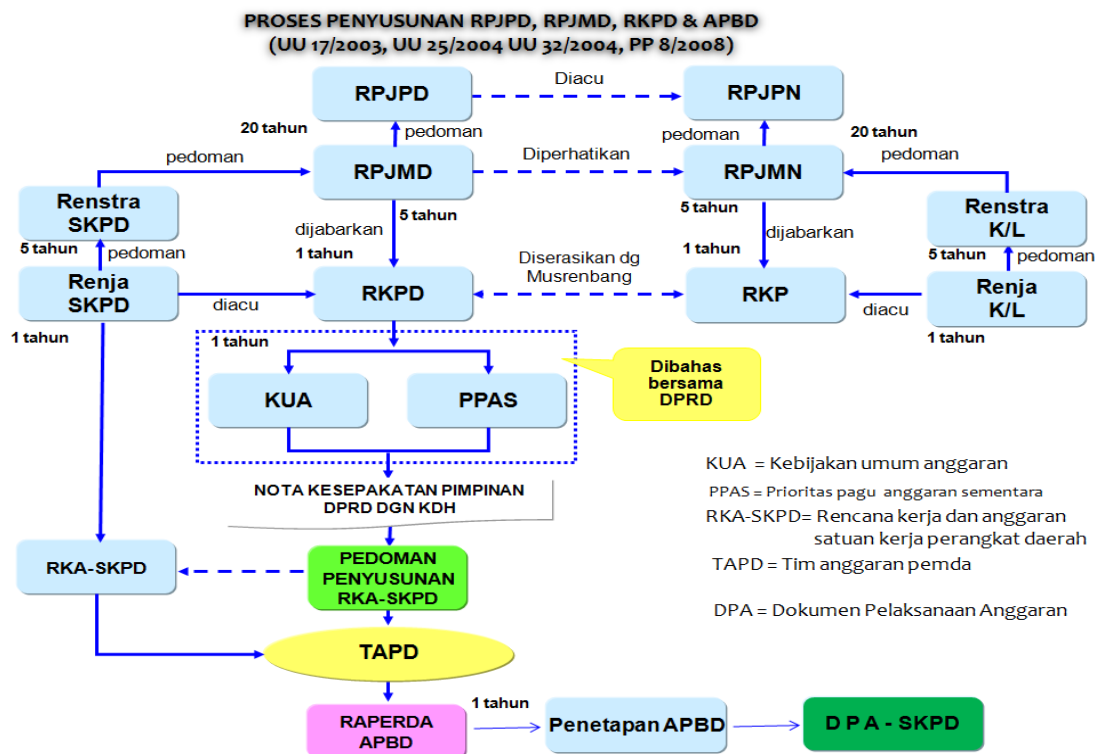 PROSES PENYUSUNAN RPJPD, RPJMD, RKPD & APBD
(UU 17/2003, UU 25/2004 UU 32/2004, PP 8/2008)
RPJPD
Diacu
RPJPN
20 tahun
pedoman
pedoman
20 tahun
pedoman
RPJMD
Diperhatikan
RPJMN
pedoman
Renstra
SKPD
5 tahun
5 tahun
Renstra
K/L
5 tahun
pedoman
dijabarkan
1 tahun
1 tahun
dijabarkan
5 tahun
pedoman
Renja
SKPD
diacu
RKPD
Diserasikan dg
Musrenbang
RKP
diacu
Renja
K/L
1 tahun
1 tahun
1 tahun
KUA
PPAS
Dibahas
bersama
DPRD
NOTA KESEPAKATAN PIMPINAN
DPRD DGN KDH
KUA = Kebijakan umum anggaran
PPAS = Prioritas pagu anggaran sementara
RKA-SKPD= Rencana kerja dan anggaran
satuan kerja perangkat daerah
TAPD = Tim anggaran pemda
DPA = Dokumen Pelaksanaan Anggaran
RKA-SKPD
PEDOMAN
PENYUSUNAN
RKA-SKPD
TAPD
RAPERDA
APBD
1 tahun
Penetapan APBD
D P A - SKPD